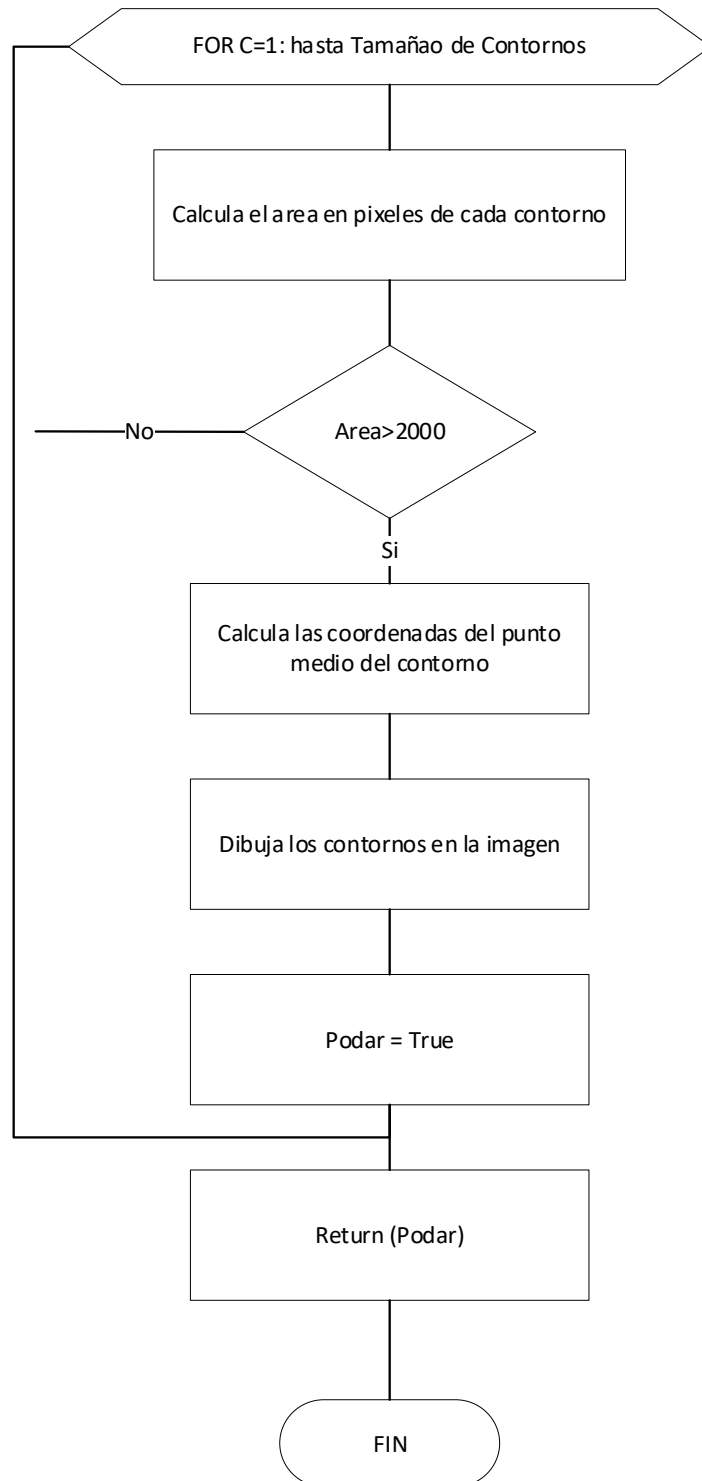 FOR C=1: hasta Tamañao de Contornos
Calcula el area en pixeles de cada contorno
Area>2000
No
Si
Calcula las coordenadas del punto
medio del contorno
Dibuja los contornos en la imagen
Podar = True
Return (Podar)
FIN